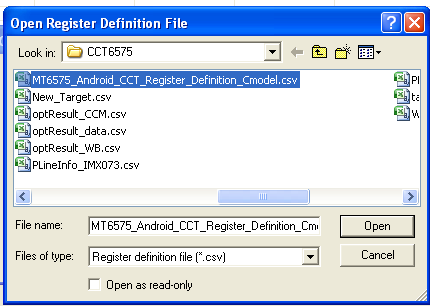 Open Register Definition File
Look in: CCT6575
MT6575_Android_CCT_Register_Definition_Cmodel.csv
New_Target.csv
optResult_CCM.csv
optResult_data.csv
optResult_WB.csv
PLineInfo_IMX073.csv
Pl
ta
W
File name: MT6575_Android_CCT_Register_Definition_Cm
Open
Files of type: Register definition file (*.csv)
Cancel
Open as read-only